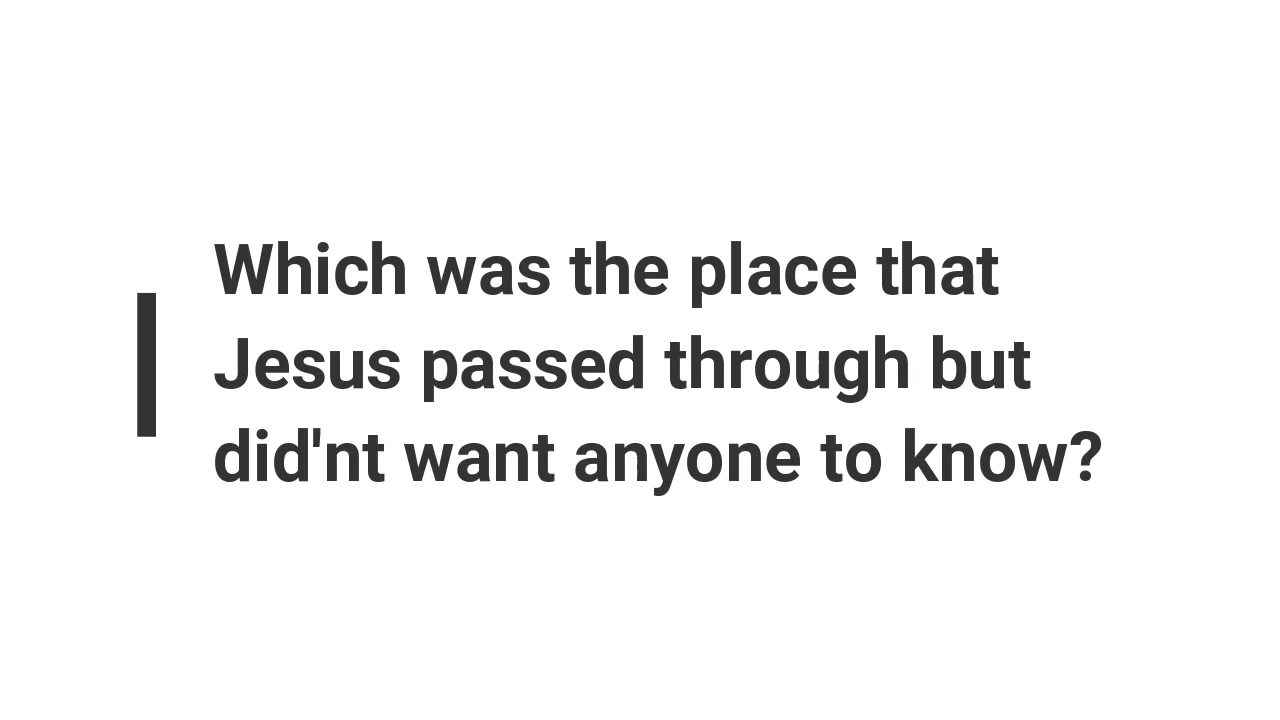 Which was the place that
Jesus passed through but
did'nt want anyone to know?